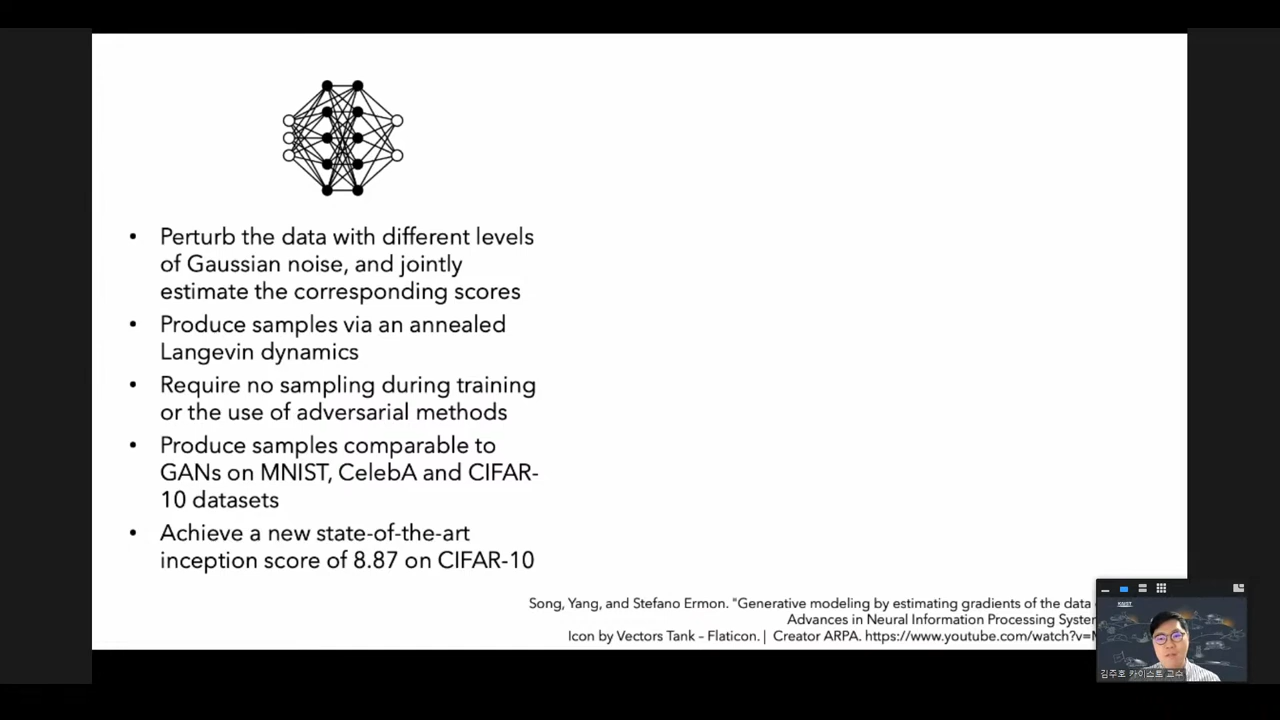 • Perturb the data with different levels
of Gaussian noise, and jointly
estimate the corresponding scores
• Produce samples via an annealed
Langevin dynamics
• Require no sampling during training
or the use of adversarial methods
• Produce samples comparable to
GANs on MNIST, CelebA and CIFAR-
10 datasets
• Achieve a new state-of-the-art
inception score of 8.87 on CIFAR-10
Song, Yang, and Stefano Ermon. "Generative modeling by estimating gradients of the data
Advances in Neural Information Processing System
Icon by Vectors Tank – Flaticon. | Creator ARPA. https://www.youtube.com/watch?v=
KAIST
김주호 카이스트 교수